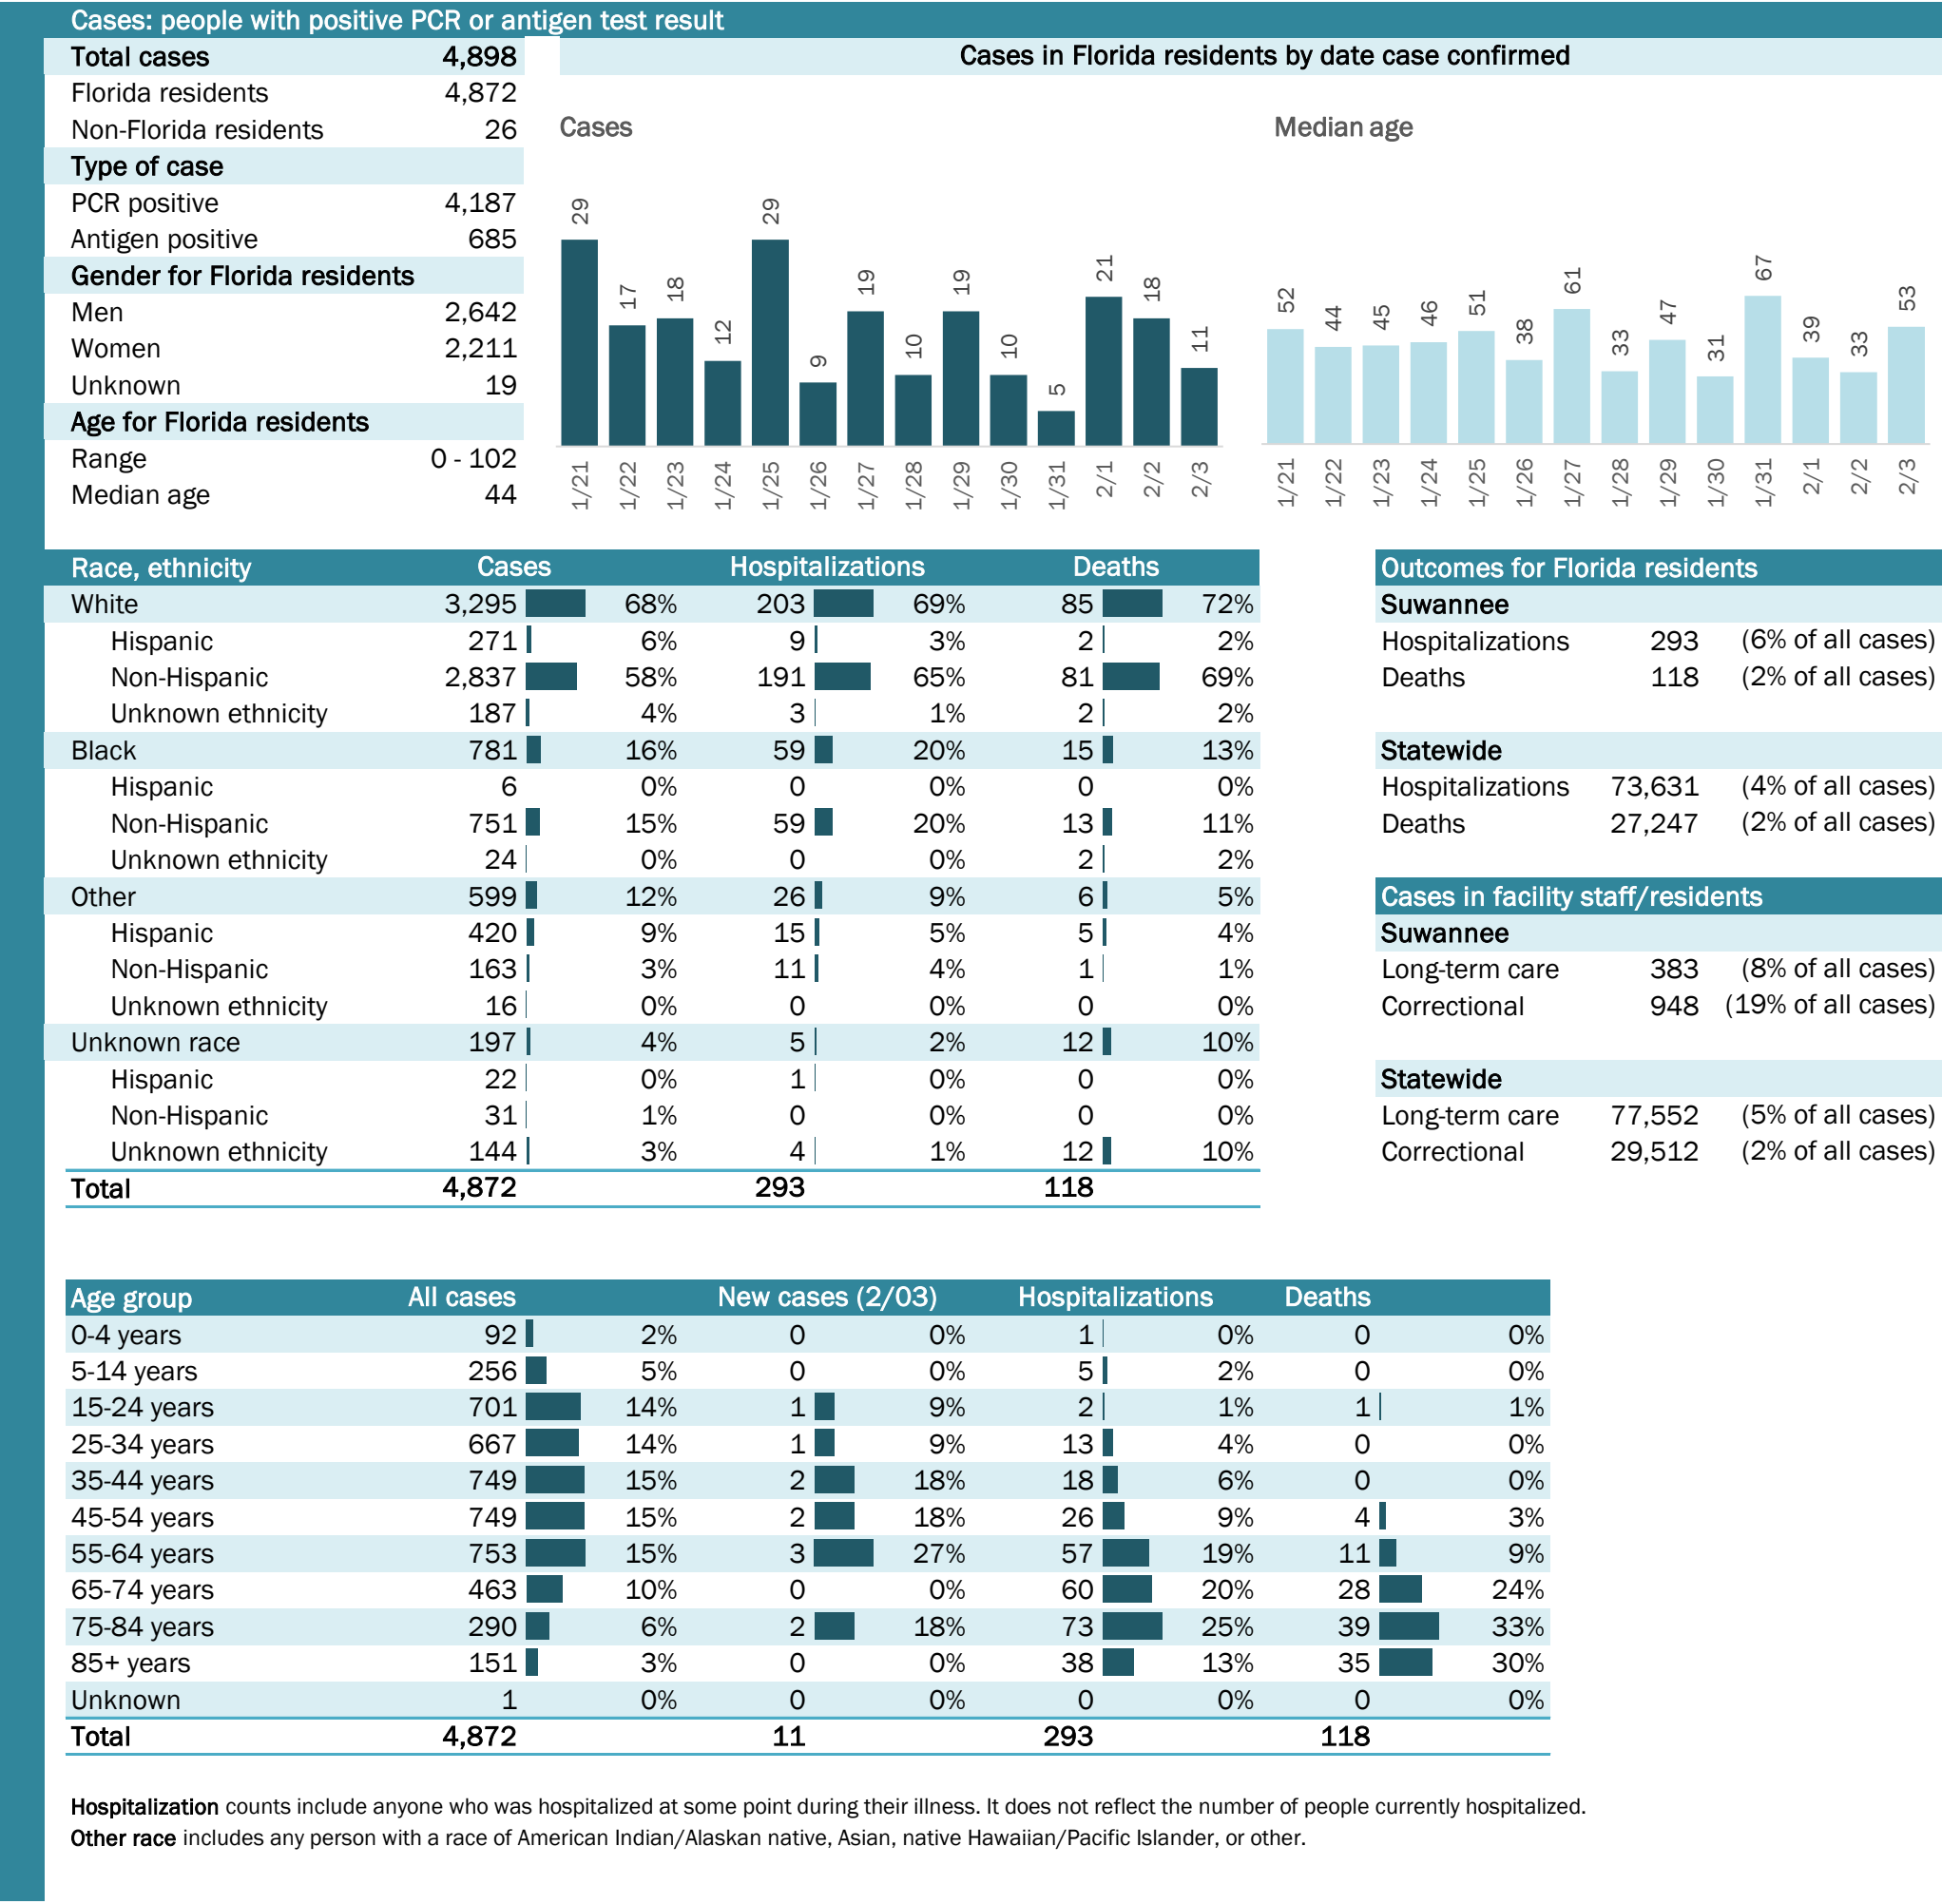 Cases: people with positive PCR or antigen test result
Total cases 4,898
Florida residents 4,872
Non-Florida residents 26
Type of case
PCR positive 4,187
Antigen positive 685
Gender for Florida residents
Men 2,642
Women 2,211
Unknown 19
Age for Florida residents
Range 0 - 102
Median age 44
Cases in Florida residents by date case confirmed
Cases
29 17 18 12 29 9 19 10 19 10 5 21 18 11
1/21 1/22 1/23 1/24 1/25 1/26 1/27 1/28 1/29 1/30 1/31 2/1 2/2 2/3
Median age
52 44 45 46 51 38 61 33 47 31 67 39 33 53
1/21 1/22 1/23 1/24 1/25 1/26 1/27 1/28 1/29 1/30 1/31 2/1 2/2 2/3
Race, ethnicity Cases Hospitalizations Deaths
White 3,295 68% 203 69% 85 72%
Hispanic 271 6% 9 3% 2 2%
Non-Hispanic 2,837 58% 191 65% 81 69%
Unknown ethnicity 187 4% 3 1% 2 2%
Black 781 16% 59 20% 15 13%
Hispanic 6 0% 0 0% 0 0%
Non-Hispanic 751 15% 59 20% 13 11%
Unknown ethnicity 24 0% 0 0% 2 2%
Other 599 12% 26 9% 6 5%
Hispanic 420 9% 15 5% 5 4%
Non-Hispanic 163 3% 11 4% 1 1%
Unknown ethnicity 16 0% 0 0% 0 0%
Unknown race 197 4% 5 2% 12 10%
Hispanic 22 0% 1 0% 0 0%
Non-Hispanic 31 1% 0 0% 0 0%
Unknown ethnicity 144 3% 4 1% 12 10%
Total 4,872 293 118
Outcomes for Florida residents
Suwannee
Hospitalizations 293 (6% of all cases)
Deaths 118 (2% of all cases)
Statewide
Hospitalizations 73,631 (4% of all cases)
Deaths 27,247 (2% of all cases)
Cases in facility staff/residents
Suwannee
Long-term care 383 (8% of all cases)
Correctional 948 (19% of all cases)
Statewide
Long-term care 77,552 (5% of all cases)
Correctional 29,512 (2% of all cases)
Age group All cases New cases (2/03) Hospitalizations Deaths
0-4 years 92 2% 0 0% 1 0% 0 0%
5-14 years 256 5% 0 0% 5 2% 0 0%
15-24 years 701 14% 1 9% 2 1% 1 1%
25-34 years 667 14% 1 9% 13 4% 0 0%
35-44 years 749 15% 2 18% 18 6% 0 0%
45-54 years 749 15% 2 18% 26 9% 4 3%
55-64 years 753 15% 3 27% 57 19% 11 9%
65-74 years 463 10% 0 0% 60 20% 28 24%
75-84 years 290 6% 2 18% 73 25% 39 33%
85+ years 151 3% 0 0% 38 13% 35 30%
Unknown 1 0% 0 0% 0 0% 0 0%
Total 4,872 11 293 118
Hospitalization counts include anyone who was hospitalized at some point during their illness. It does not reflect the number of people currently hospitalized.
Other race includes any person with a race of American Indian/Alaskan native, Asian, native Hawaiian/Pacific Islander, or other.